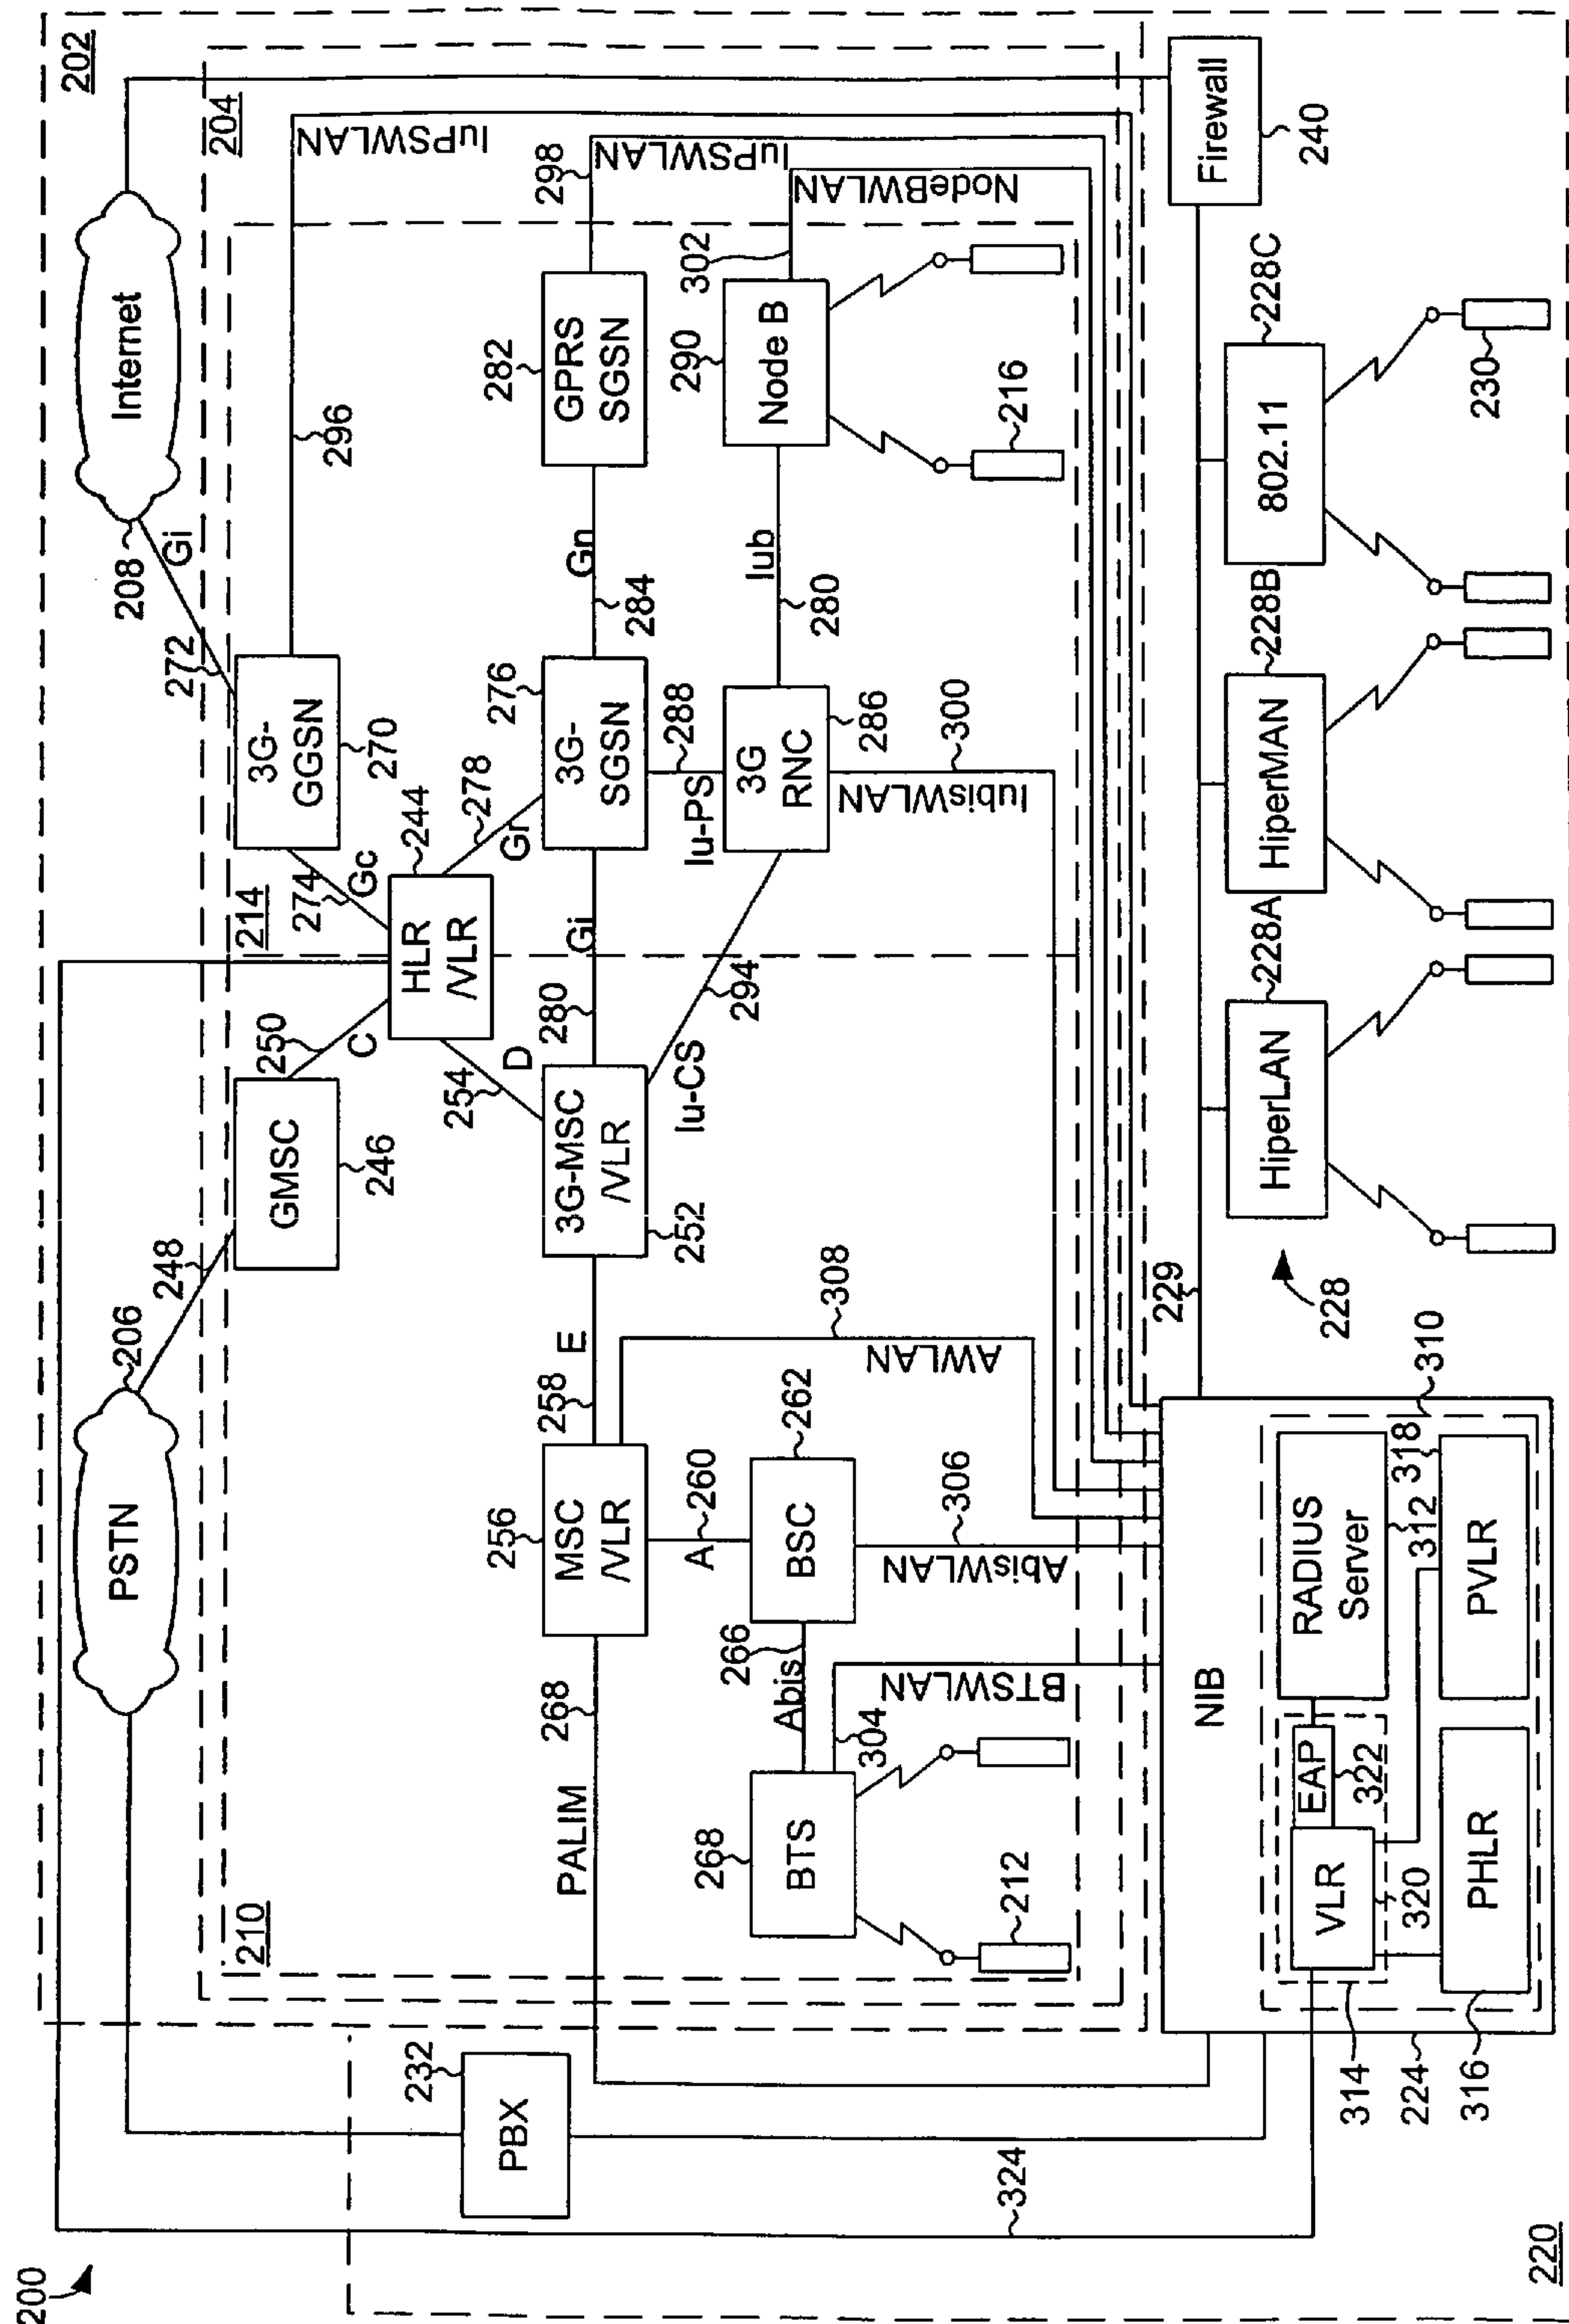 200
202
204
PSTN
206
Internet
208
Gi
272
248
210
GMSC
246
250
C
214
274
Gc
3G-
GGSN
270
296
IuPSWLAN
HLR
/VLR
244
254
D
278
Gr
PBX
232
PALIM
268
MSC
/VLR
256
258
E
3G-MSC
/VLR
252
280
Gi
3G-
SGSN
276
284
Gn
GPRS
SGSN
282
298
IuPSWLAN
A
260
Iu-CS
294
Iu-PS
288
BTS
268
Abis
266
BSC
262
3G
RNC
286
Iub
280
Node B
290
302
NodeBWLAN
304
BTSWLAN
306
AbisWLAN
308
AWLAN
300
IubisWLAN
212
216
324
NIB
229
Firewall
240
VLR
EAP
322
320
RADIUS
Server
312
PHLR
PVLR
318
310
314
224
316
228
HiperLAN
228A
HiperMAN
228B
802.11
228C
230
220